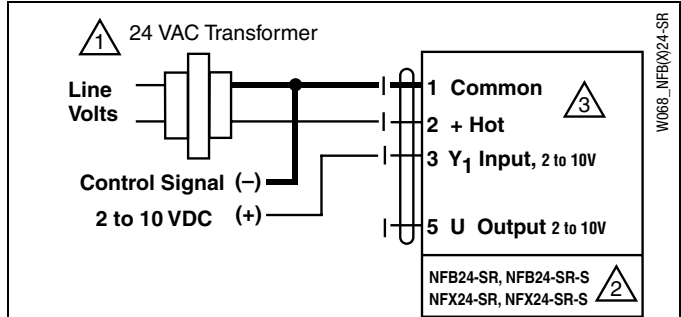 1 24 VAC Transformer
Line
Volts
Control Signal (–)
2 to 10 VDC (+)
1 Common
3
2 + Hot
3 Y1 Input, 2 to 10V
5 U Output 2 to 10V
NFB24-SR, NFB24-SR-S
NFX24-SR, NFX24-SR-S
2
W068_NFB(X)24-SR